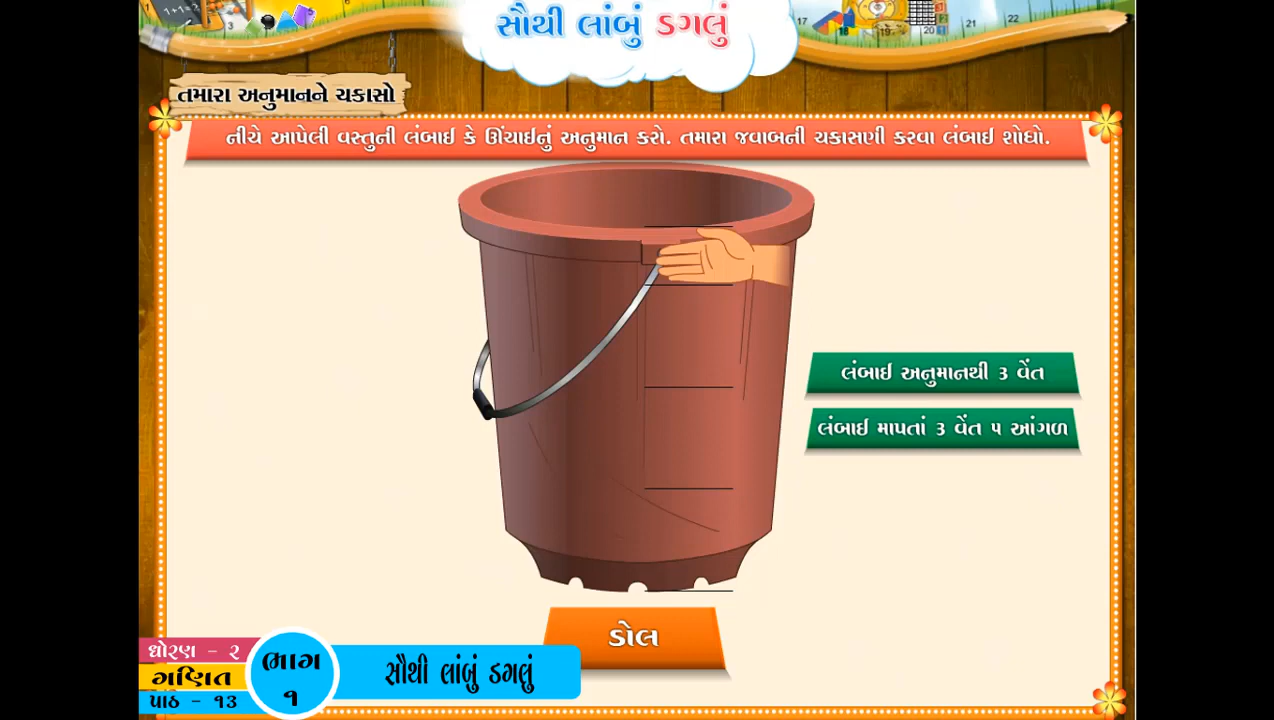 સૌથી લાંબું ડગલું
તમારા અનુમાનને ચકાસો
નીચે આપેલી વસ્તુની લંબાઈ કે ઊંચાઈનું અનુમાન કરો. તમારા જવાબની ચકાસણી કરવા લંબાઈ શોધો.
લંબાઈ અનુમાનથી ૩ વેંત
લંબાઈ માપતાં ૩ વેંત ૫ આંગળ
ડોલ
ધોરણ - ૨
ગણિત
પાઠ - ૧૩
ભાગ
૧
સૌથી લાંબું ડગલું